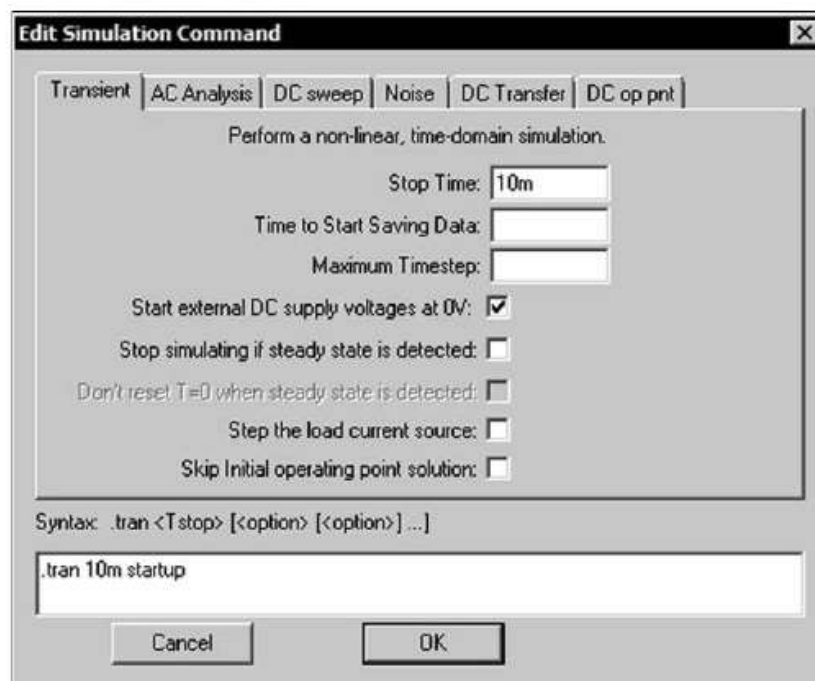 Edit Simulation Command
Transient AC Analysis DC sweep Noise DC Transfer DC op pnt
Perform a non-linear, time-domain simulation.
Stop Time: 10m
Time to Start Saving Data:
Maximum Timestep:
Start external DC supply voltages at 0V:
Stop simulating if steady state is detected:
Don't reset T=0 when steady state is detected:
Step the load current source:
Skip Initial operating point solution:
Syntax: .tran <Tstop> [<option> [<option>] ...]
.tran 10m startup
Cancel OK